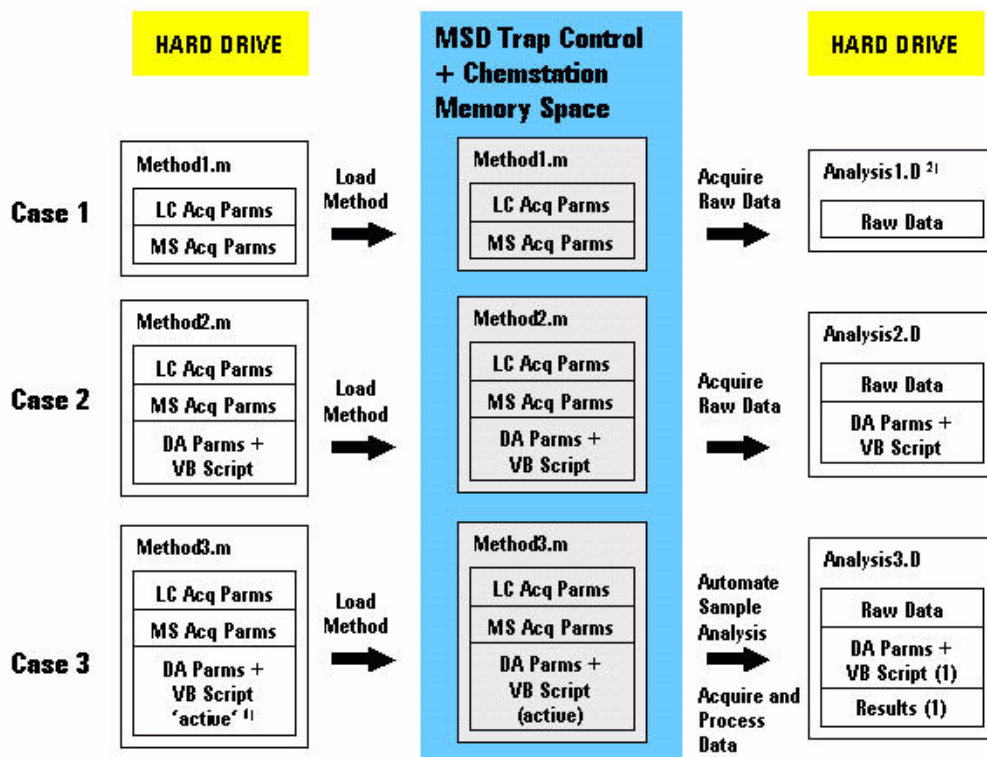 HARD DRIVE
MSD Trap Control
+ Chemstation
Memory Space
HARD DRIVE
Case 1
Method1.m
LC Acq Parms
MS Acq Parms
Load
Method
Method1.m
LC Acq Parms
MS Acq Parms
Acquire
Raw Data
Analysis1.D 2)
Raw Data
Case 2
Method2.m
LC Acq Parms
MS Acq Parms
DA Parms +
VB Script
Load
Method
Method2.m
LC Acq Parms
MS Acq Parms
DA Parms +
VB Script
Acquire
Raw Data
Analysis2.D
Raw Data
DA Parms +
VB Script
Case 3
Method3.m
LC Acq Parms
MS Acq Parms
DA Parms +
VB Script
'active' 1)
Load
Method
Method3.m
LC Acq Parms
MS Acq Parms
DA Parms +
VB Script
(active)
Automate
Sample
Analysis
Acquire and
Process
Data
Analysis3.D
Raw Data
DA Parms +
VB Script (1)
Results (1)